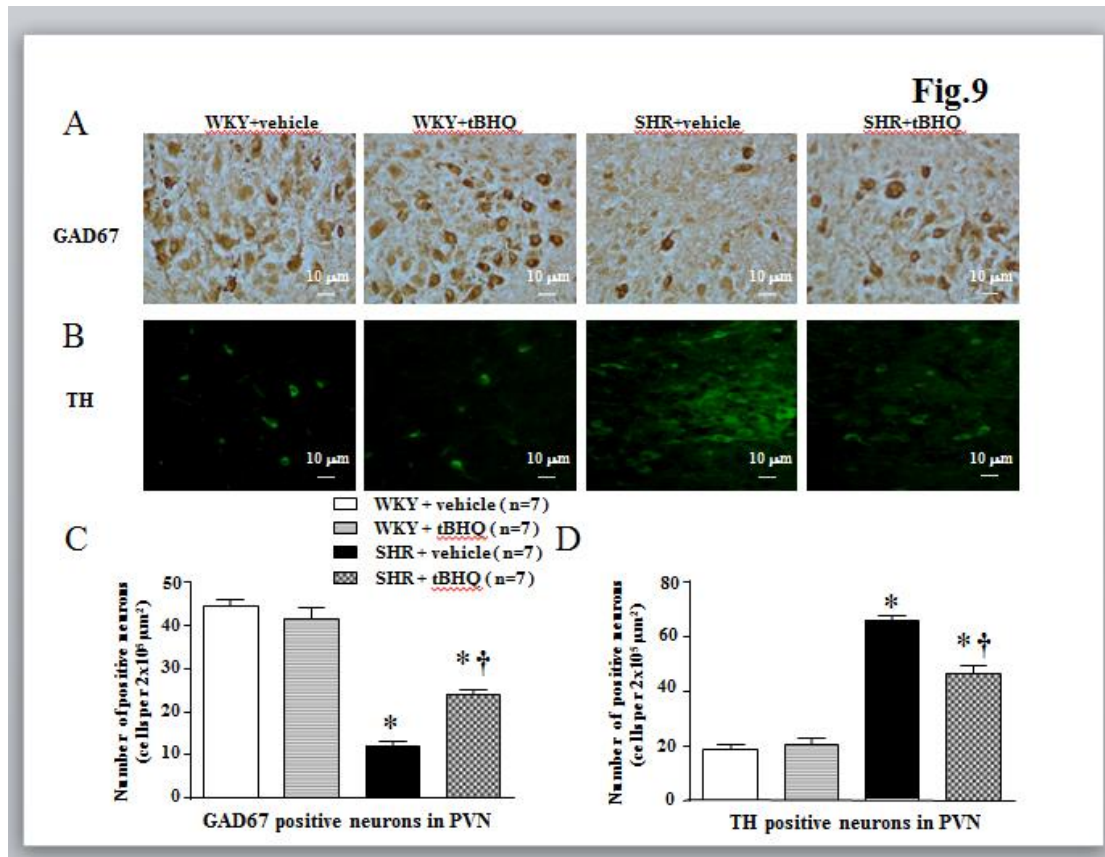 Fig.9
A
WKY+vehicle WKY+tBHQ SHR+vehicle SHR+tBHQ
GAD67
10 µm 10 µm 10 µm 10 µm
B
TH
10 µm 10 µm 10 µm 10 µm
WKY + vehicle ( n=7 )
WKY + tBHQ ( n=7 )
SHR + vehicle ( n=7 )
SHR + tBHQ ( n=7 )
C
Number of positive neurons
(cells per 2x10⁵ µm²)
50
40
30
20
10
0
*
* †
GAD67 positive neurons in PVN
D
Number of positive neurons
(cells per 2x10⁵ µm²)
80
60
40
20
0
*
* †
TH positive neurons in PVN